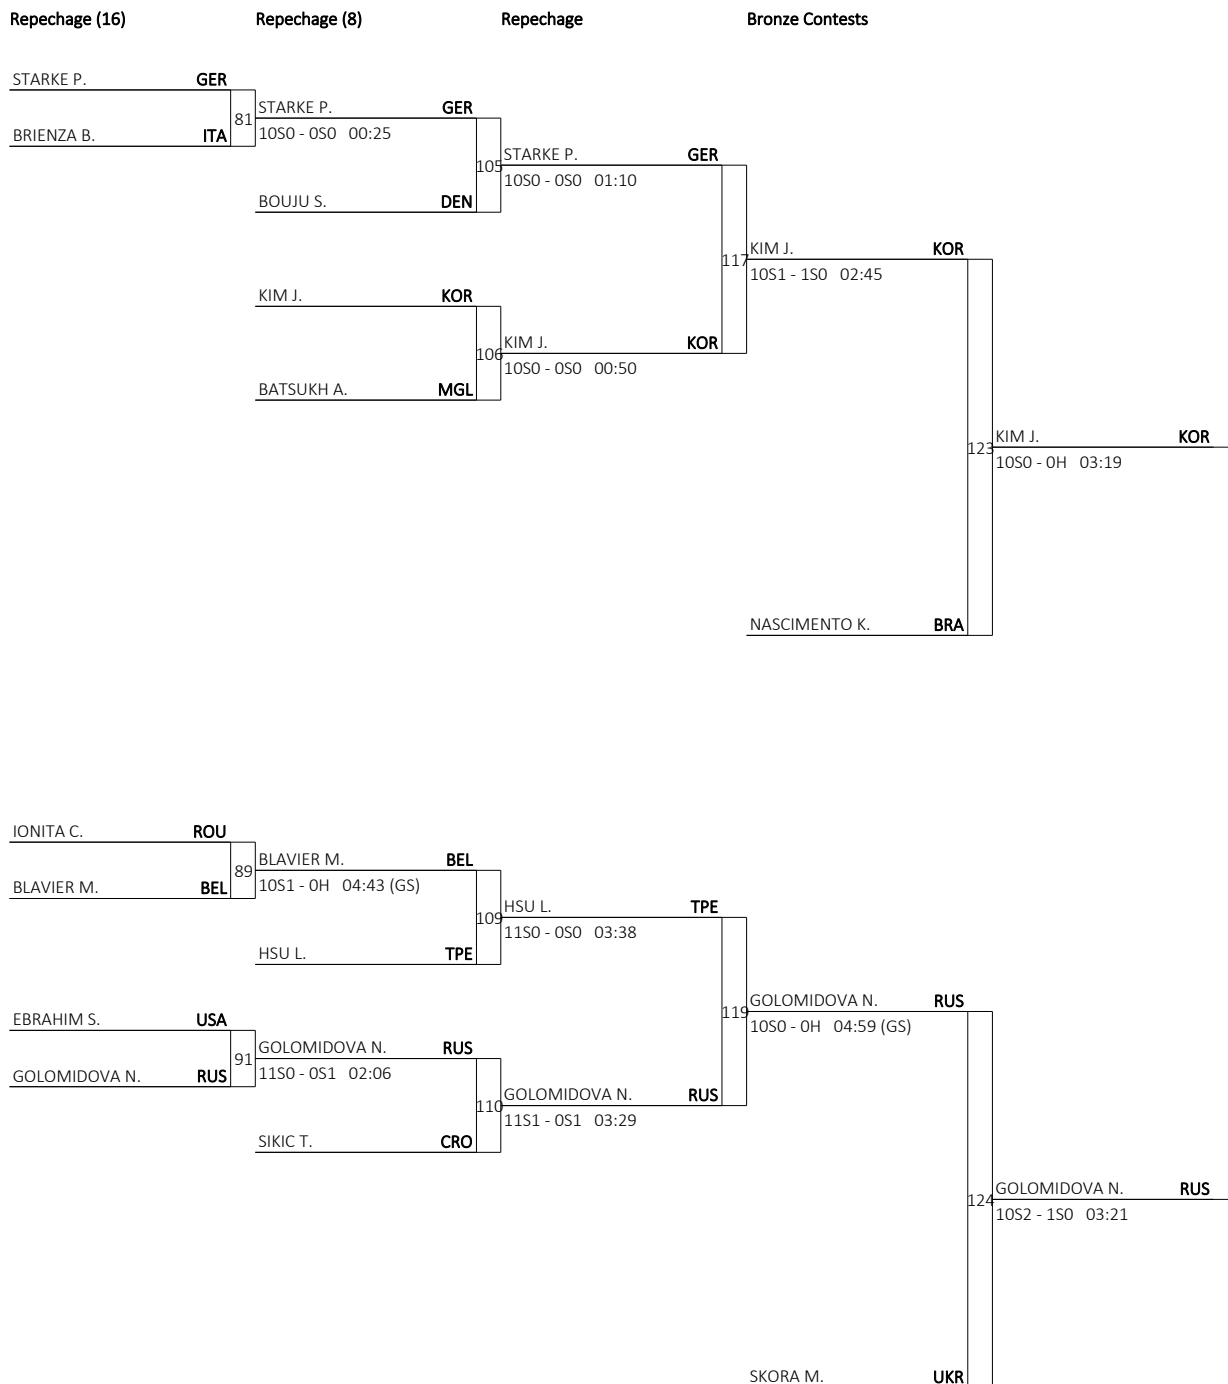 Repechage (16) Repechage (8) Repechage Bronze Contests
STARKE P. GER
81
STARKE P. GER
BRIENZA B. ITA
10S0 - 0S0 00:25
105
STARKE P. GER
10S0 - 0S0 01:10
BOUJU S. DEN
117
KIM J. KOR
10S1 - 1S0 02:45
KIM J. KOR
106
KIM J. KOR
10S0 - 0S0 00:50
BATSUKH A. MGL
123
KIM J. KOR
10S0 - 0H 03:19
NASCIMENTO K. BRA
IONITA C. ROU
89
BLAVIER M. BEL
BLAVIER M. BEL
10S1 - 0H 04:43 (GS)
109
HSU L. TPE
11S0 - 0S0 03:38
HSU L. TPE
119
GOLOMIDOVA N. RUS
10S0 - 0H 04:59 (GS)
EBRAHIM S. USA
91
GOLOMIDOVA N. RUS
11S0 - 0S1 02:06
GOLOMIDOVA N. RUS
110
GOLOMIDOVA N. RUS
11S1 - 0S1 03:29
SIKIC T. CRO
124
GOLOMIDOVA N. RUS
10S2 - 1S0 03:21
SKORA M. UKR